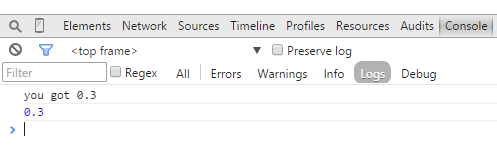 Elements Network Sources Timeline Profiles Resources Audits Console
<top frame> Preserve log
Filter Regex All Errors Warnings Info Logs Debug
you got 0.3
0.3
>